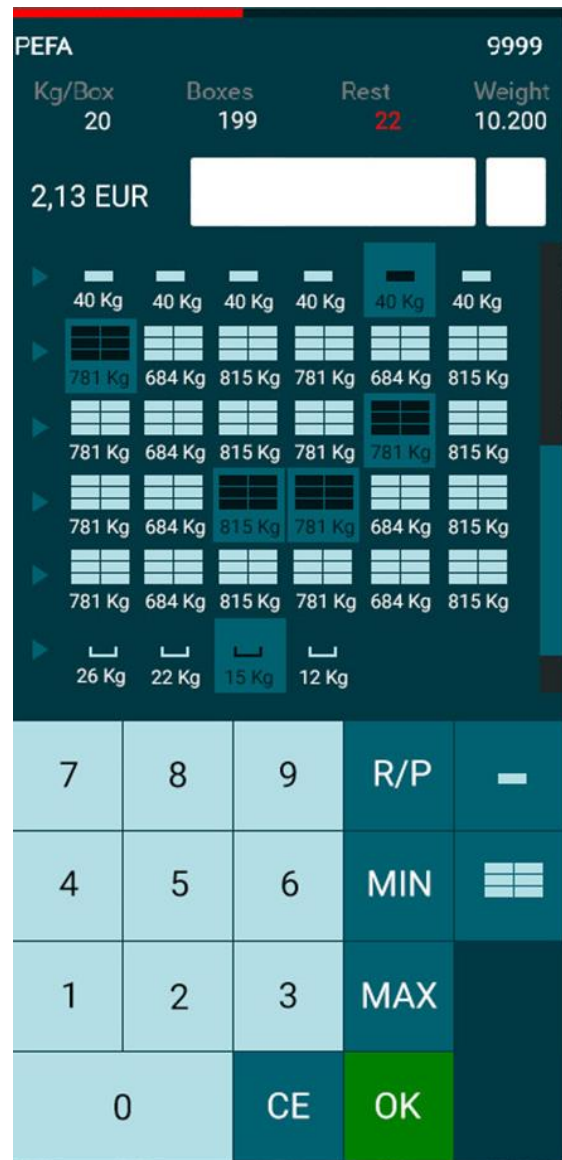 PEFA 9999
Kg/Box Boxes Rest Weight
20 199 22 10.200
2,13 EUR
40 Kg 40 Kg 40 Kg 40 Kg 40 Kg 40 Kg
781 Kg 684 Kg 815 Kg 781 Kg 684 Kg 815 Kg
781 Kg 684 Kg 815 Kg 781 Kg 781 Kg 815 Kg
781 Kg 684 Kg 815 Kg 781 Kg 684 Kg 815 Kg
781 Kg 684 Kg 815 Kg 781 Kg 684 Kg 815 Kg
26 Kg 22 Kg 15 Kg 12 Kg
7 8 9 R/P
4 5 6 MIN
1 2 3 MAX
0 CE OK